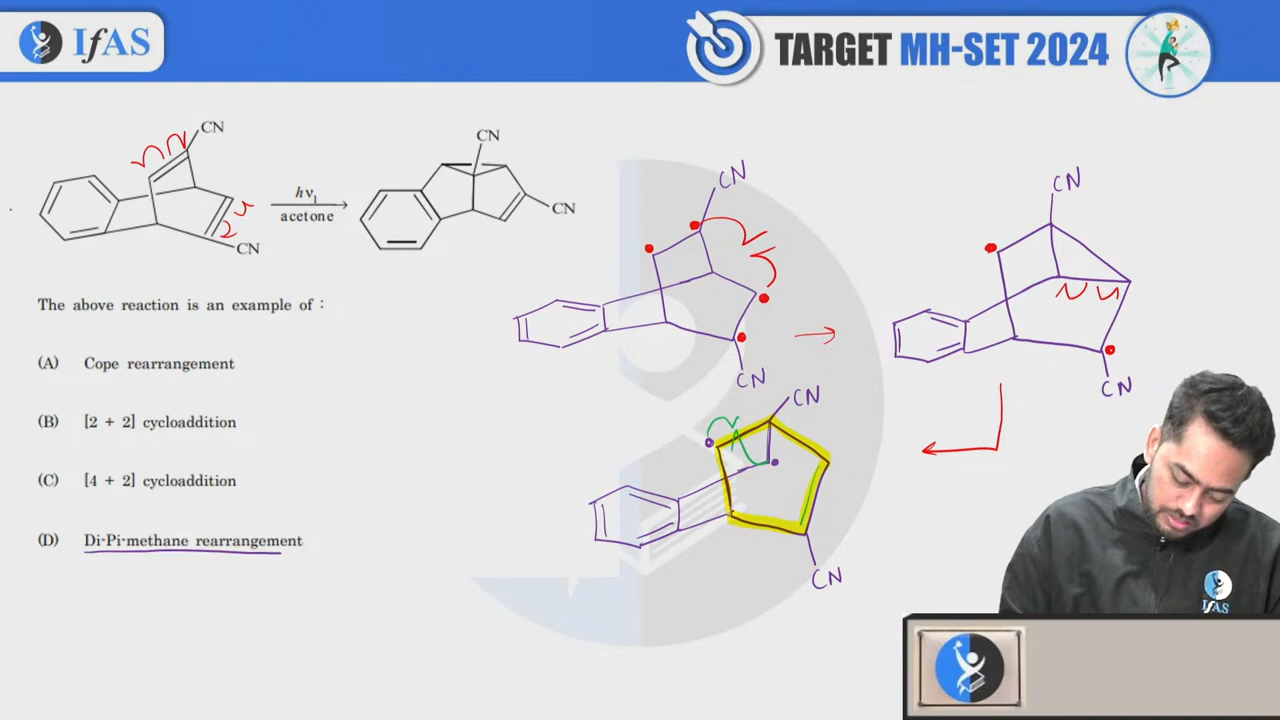 IfAS
TARGET MH-SET 2024
CN
CN
hν1
acetone
CN
CN
The above reaction is an example of :
(A) Cope rearrangement
(B) [2 + 2] cycloaddition
(C) [4 + 2] cycloaddition
(D) Di-Pi-methane rearrangement
CN
CN
CN
CN
CN
CN
IfAS